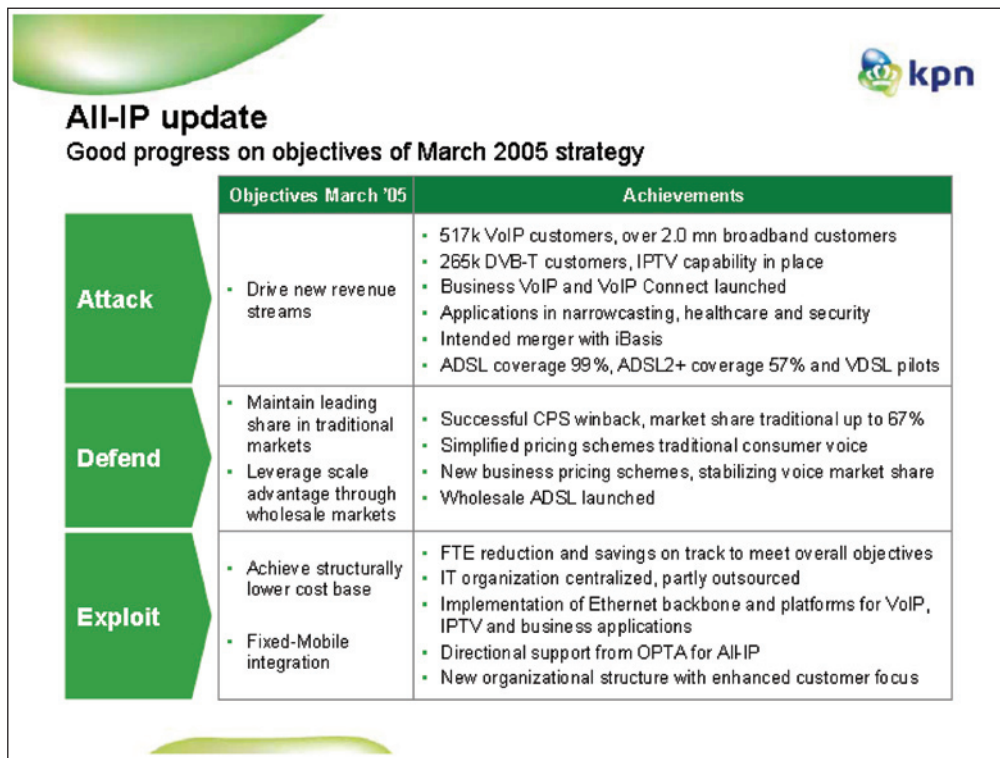 kpn
All-IP update
Good progress on objectives of March 2005 strategy
Objectives March '05
Achievements
Attack
• Drive new revenue
streams
• 517k VoIP customers, over 2.0 mn broadband customers
• 265k DVB-T customers, IPTV capability in place
• Business VoIP and VoIP Connect launched
• Applications in narrowcasting, healthcare and security
• Intended merger with iBasis
• ADSL coverage 99%, ADSL2+ coverage 57% and VDSL pilots
Defend
• Maintain leading
share in traditional
markets
• Leverage scale
advantage through
wholesale markets
• Successful CPS winback, market share traditional up to 67%
• Simplified pricing schemes traditional consumer voice
• New business pricing schemes, stabilizing voice market share
• Wholesale ADSL launched
Exploit
• Achieve structurally
lower cost base
• Fixed-Mobile
integration
• FTE reduction and savings on track to meet overall objectives
• IT organization centralized, partly outsourced
• Implementation of Ethernet backbone and platforms for VoIP,
IPTV and business applications
• Directional support from OPTA for All-IP
• New organizational structure with enhanced customer focus